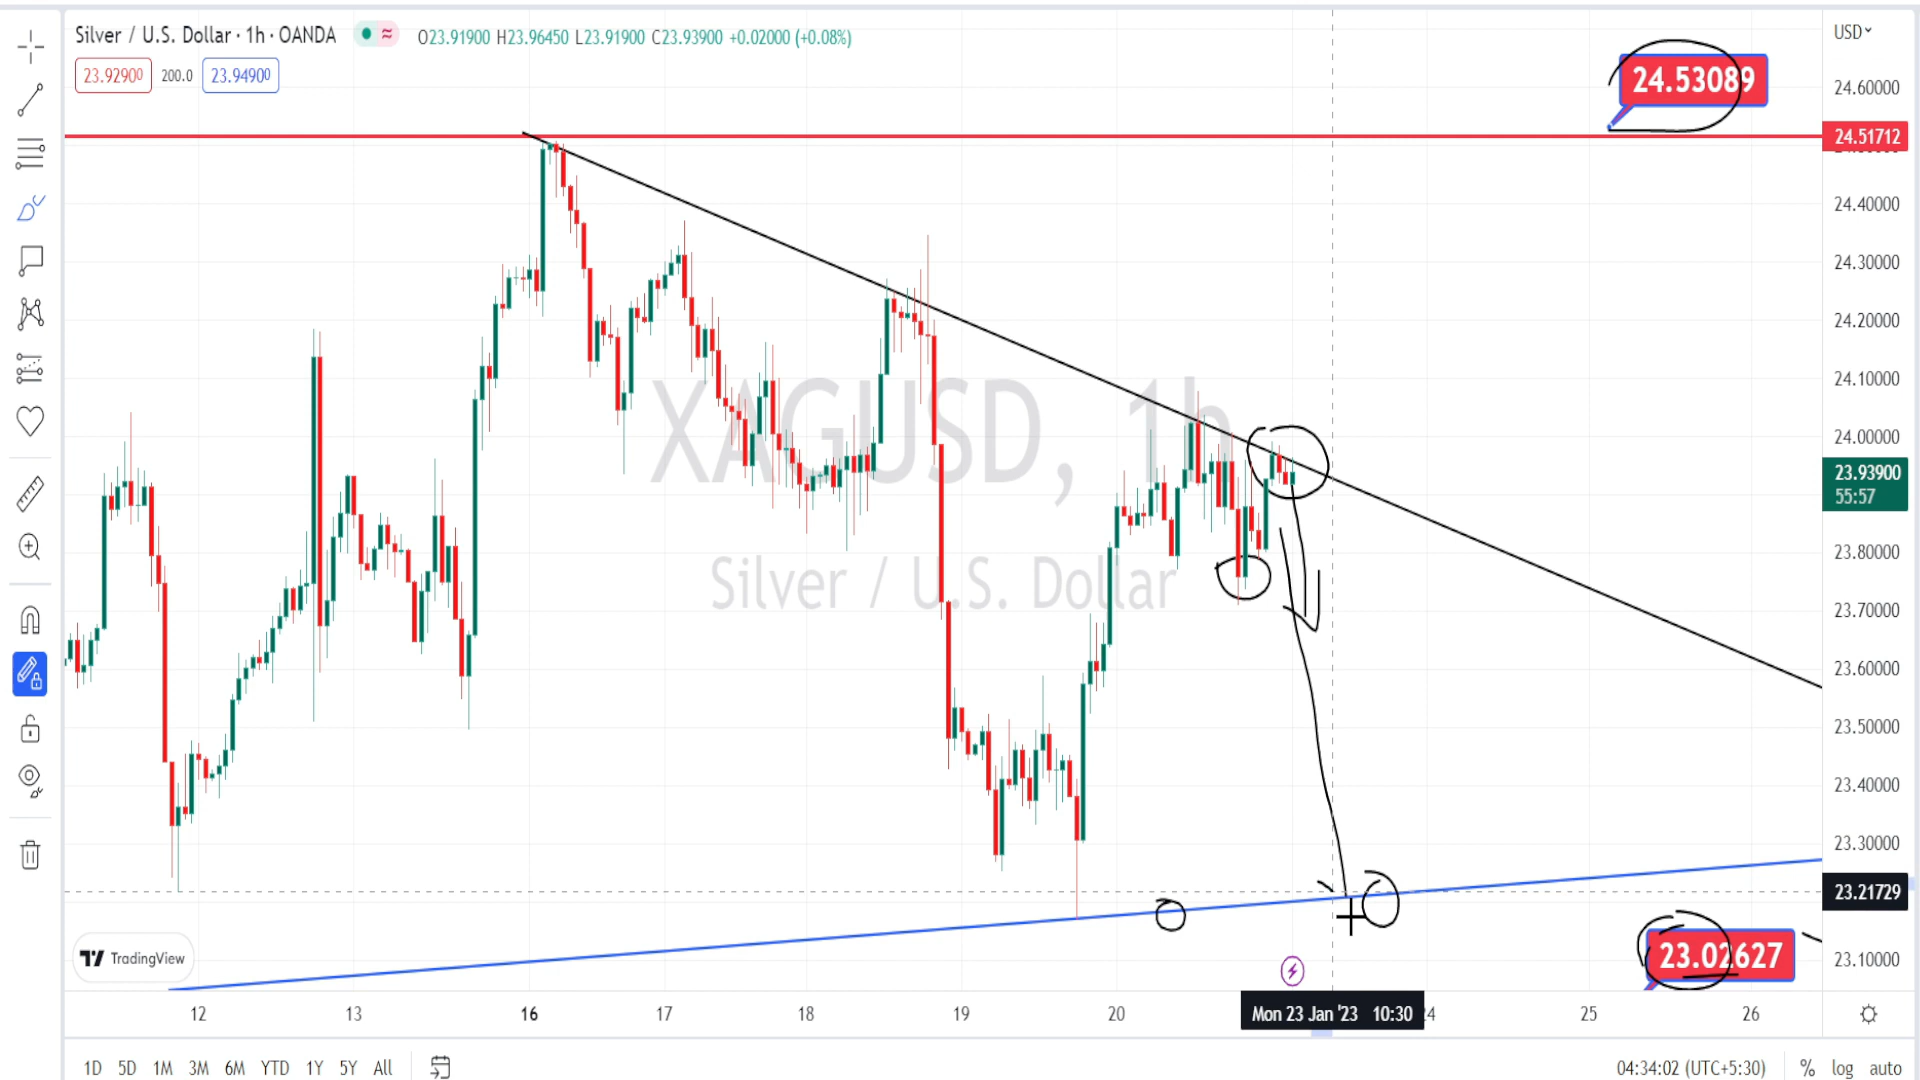 Silver / U.S. Dollar · 1h · OANDA
O23.91900 H23.96450 L23.91900 C23.93900 +0.02000 (+0.08%)
USD
23.92900 200.0 23.94900
24.53089
24.60000
24.51712
24.40000
24.30000
24.20000
24.10000
24.00000
XAGUSD, 1h
23.93900
55:57
23.80000
Silver / U.S. Dollar
23.70000
23.60000
23.50000
23.40000
23.30000
23.21729
23.02627
23.10000
TradingView
12 13 16 17 18 19 20 Mon 23 Jan '23 10:30 24 25 26
1D 5D 1M 3M 6M YTD 1Y 5Y All 04:34:02 (UTC+5:30) % log auto